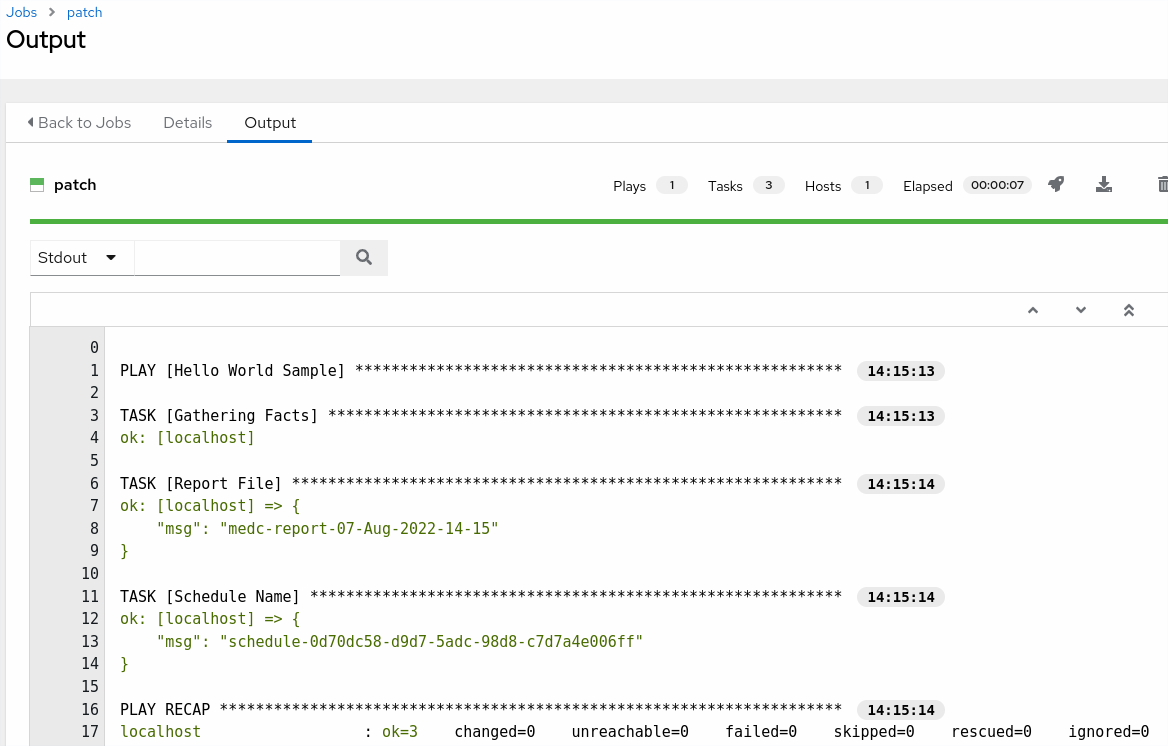 Jobs > patch
Output
Back to Jobs Details Output
patch Plays 1 Tasks 3 Hosts 1 Elapsed 00:00:07
Stdout
0
1 PLAY [Hello World Sample] ****************************************************** 14:15:13
2
3 TASK [Gathering Facts] ********************************************************* 14:15:13
4 ok: [localhost]
5
6 TASK [Report File] ************************************************************* 14:15:14
7 ok: [localhost] => {
8     "msg": "medc-report-07-Aug-2022-14-15"
9 }
10
11 TASK [Schedule Name] *********************************************************** 14:15:14
12 ok: [localhost] => {
13     "msg": "schedule-0d70dc58-d9d7-5adc-98d8-c7d7a4e006ff"
14 }
15
16 PLAY RECAP ********************************************************************* 14:15:14
17 localhost                  : ok=3    changed=0    unreachable=0    failed=0    skipped=0    rescued=0    ignored=0